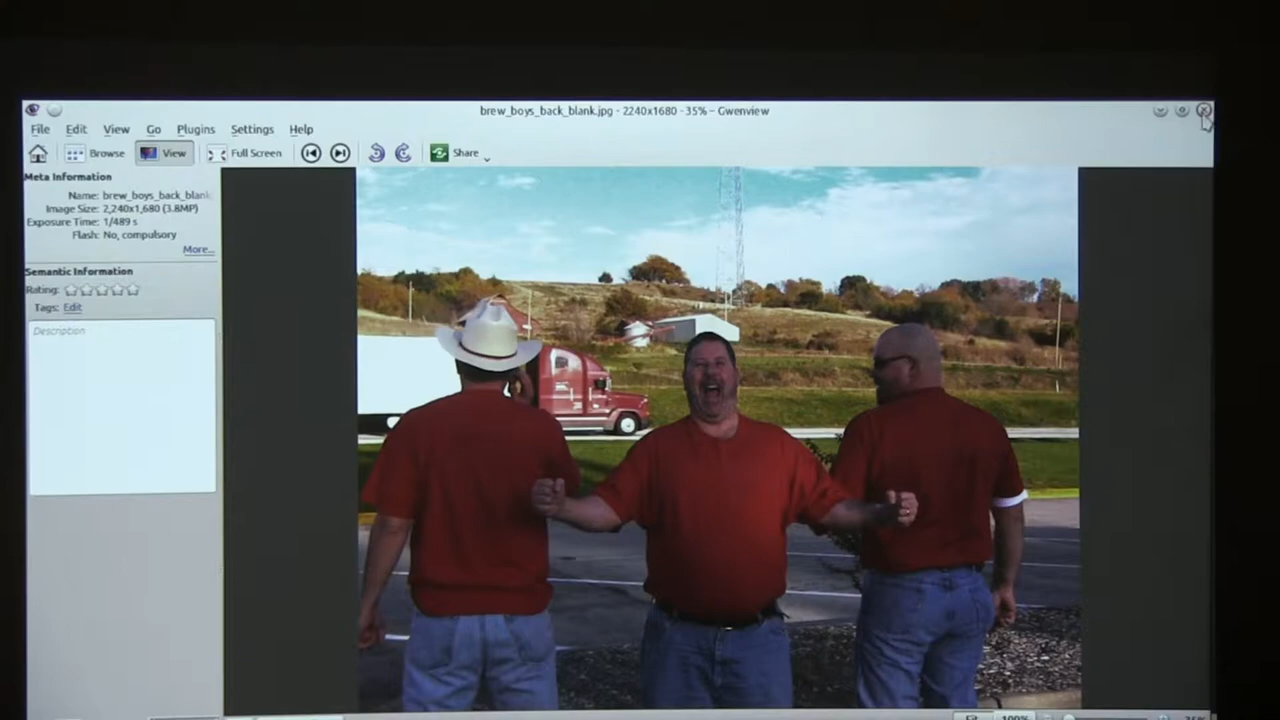 brew_boys_back_blank.jpg - 2240x1680 - 35% – Gwenview
File Edit View Go Plugins Settings Help
Browse View Full Screen Share
Meta Information
Name: brew_boys_back_blank
Image Size: 2,240x1,680 (3.8MP)
Exposure Time: 1/489 s
Flash: No, compulsory
More...
Semantic Information
Rating:
Tags: Edit
Description
Fit 100%